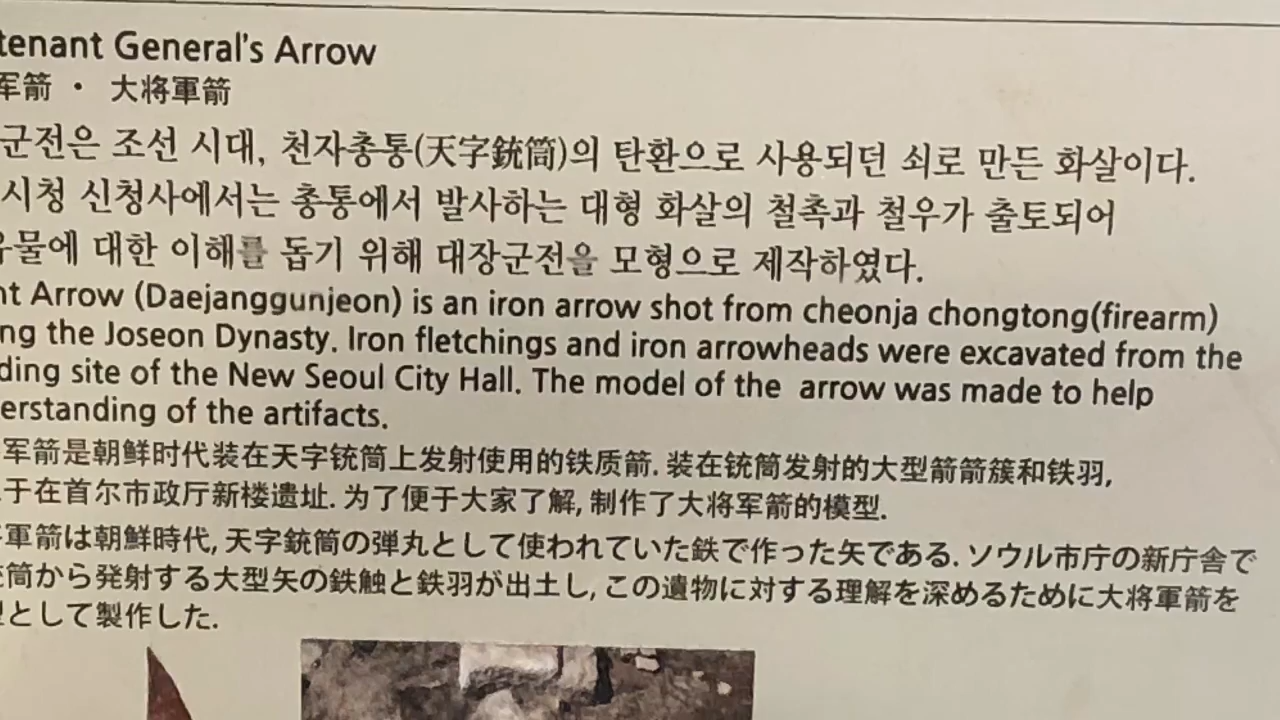 tenant General's Arrow
军箭 · 大将軍箭
군전은 조선 시대, 천자총통(天字銃筒)의 탄환으로 사용되던 쇠로 만든 화살이다.
시청 신청사에서는 총통에서 발사하는 대형 화살의 철촉과 철우가 출토되어
물에 대한 이해를 돕기 위해 대장군전을 모형으로 제작하였다.
nt Arrow (Daejanggunjeon) is an iron arrow shot from cheonja chongtong(firearm)
ng the Joseon Dynasty. Iron fletchings and iron arrowheads were excavated from the
ding site of the New Seoul City Hall. The model of the arrow was made to help
erstanding of the artifacts.
军箭是朝鲜时代装在天字铳筒上发射使用的铁质箭. 装在铳筒发射的大型箭箭簇和铁羽,
于在首尔市政厅新楼遗址. 为了便于大家了解, 制作了大将军箭的模型.
軍箭は朝鮮時代, 天字銃筒の弾丸として使われていた鉄で作った矢である. ソウル市庁の新庁舎で
筒から発射する大型矢の鉄触と鉄羽が出土し, この遺物に対する理解を深めるために大将軍箭を
として製作した.